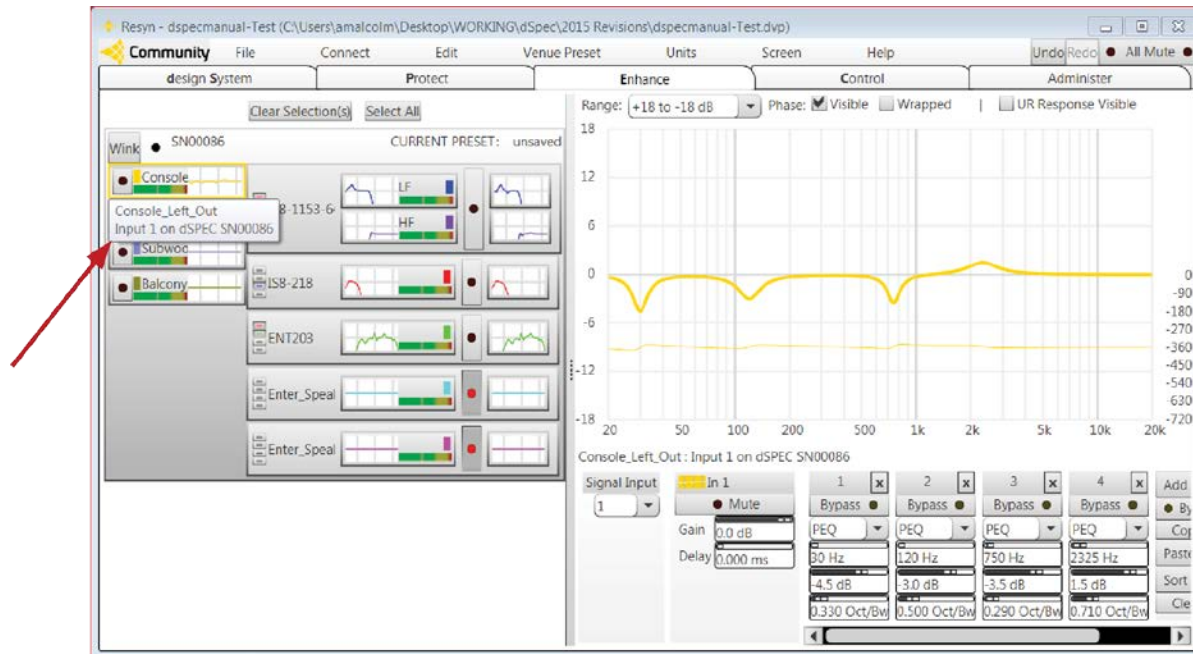 Resyn - dspecmanual-Test (C:\Users\amalcolm\Desktop\WORKING\dSpec\2015 Revisions\dspecmanual-Test.dvp)
Community File Connect Edit Venue Preset Units Screen Help Undo Redo All Mute
design System Protect Enhance Control Administer
Clear Selection(s) Select All
Range: +18 to -18 dB Phase: Visible Wrapped | UR Response Visible
Wink SN00086 CURRENT PRESET: unsaved
Console
Console_Left_Out
Input 1 on dSPEC SN00086
8-1153-6
LF
HF
Subwoo
Balcony
IS8-218
ENT203
Enter_Speal
Enter_Speal
18
12
6
0
-6
-12
-18
0
-90
-180
-270
-360
-450
-540
-630
-720
20 50 100 200 500 1k 2k 5k 10k 20k
Console_Left_Out : Input 1 on dSPEC SN00086
Signal Input In 1 1 x 2 x 3 x 4 x Add
1 Mute Bypass Bypass Bypass Bypass By
Gain 0.0 dB PEQ PEQ PEQ PEQ Cop
Delay 0.000 ms 30 Hz 120 Hz 750 Hz 2325 Hz Paste
-4.5 dB -3.0 dB -3.5 dB 1.5 dB Sort
0.330 Oct/Bw 0.500 Oct/Bw 0.290 Oct/Bw 0.710 Oct/Bw Cle